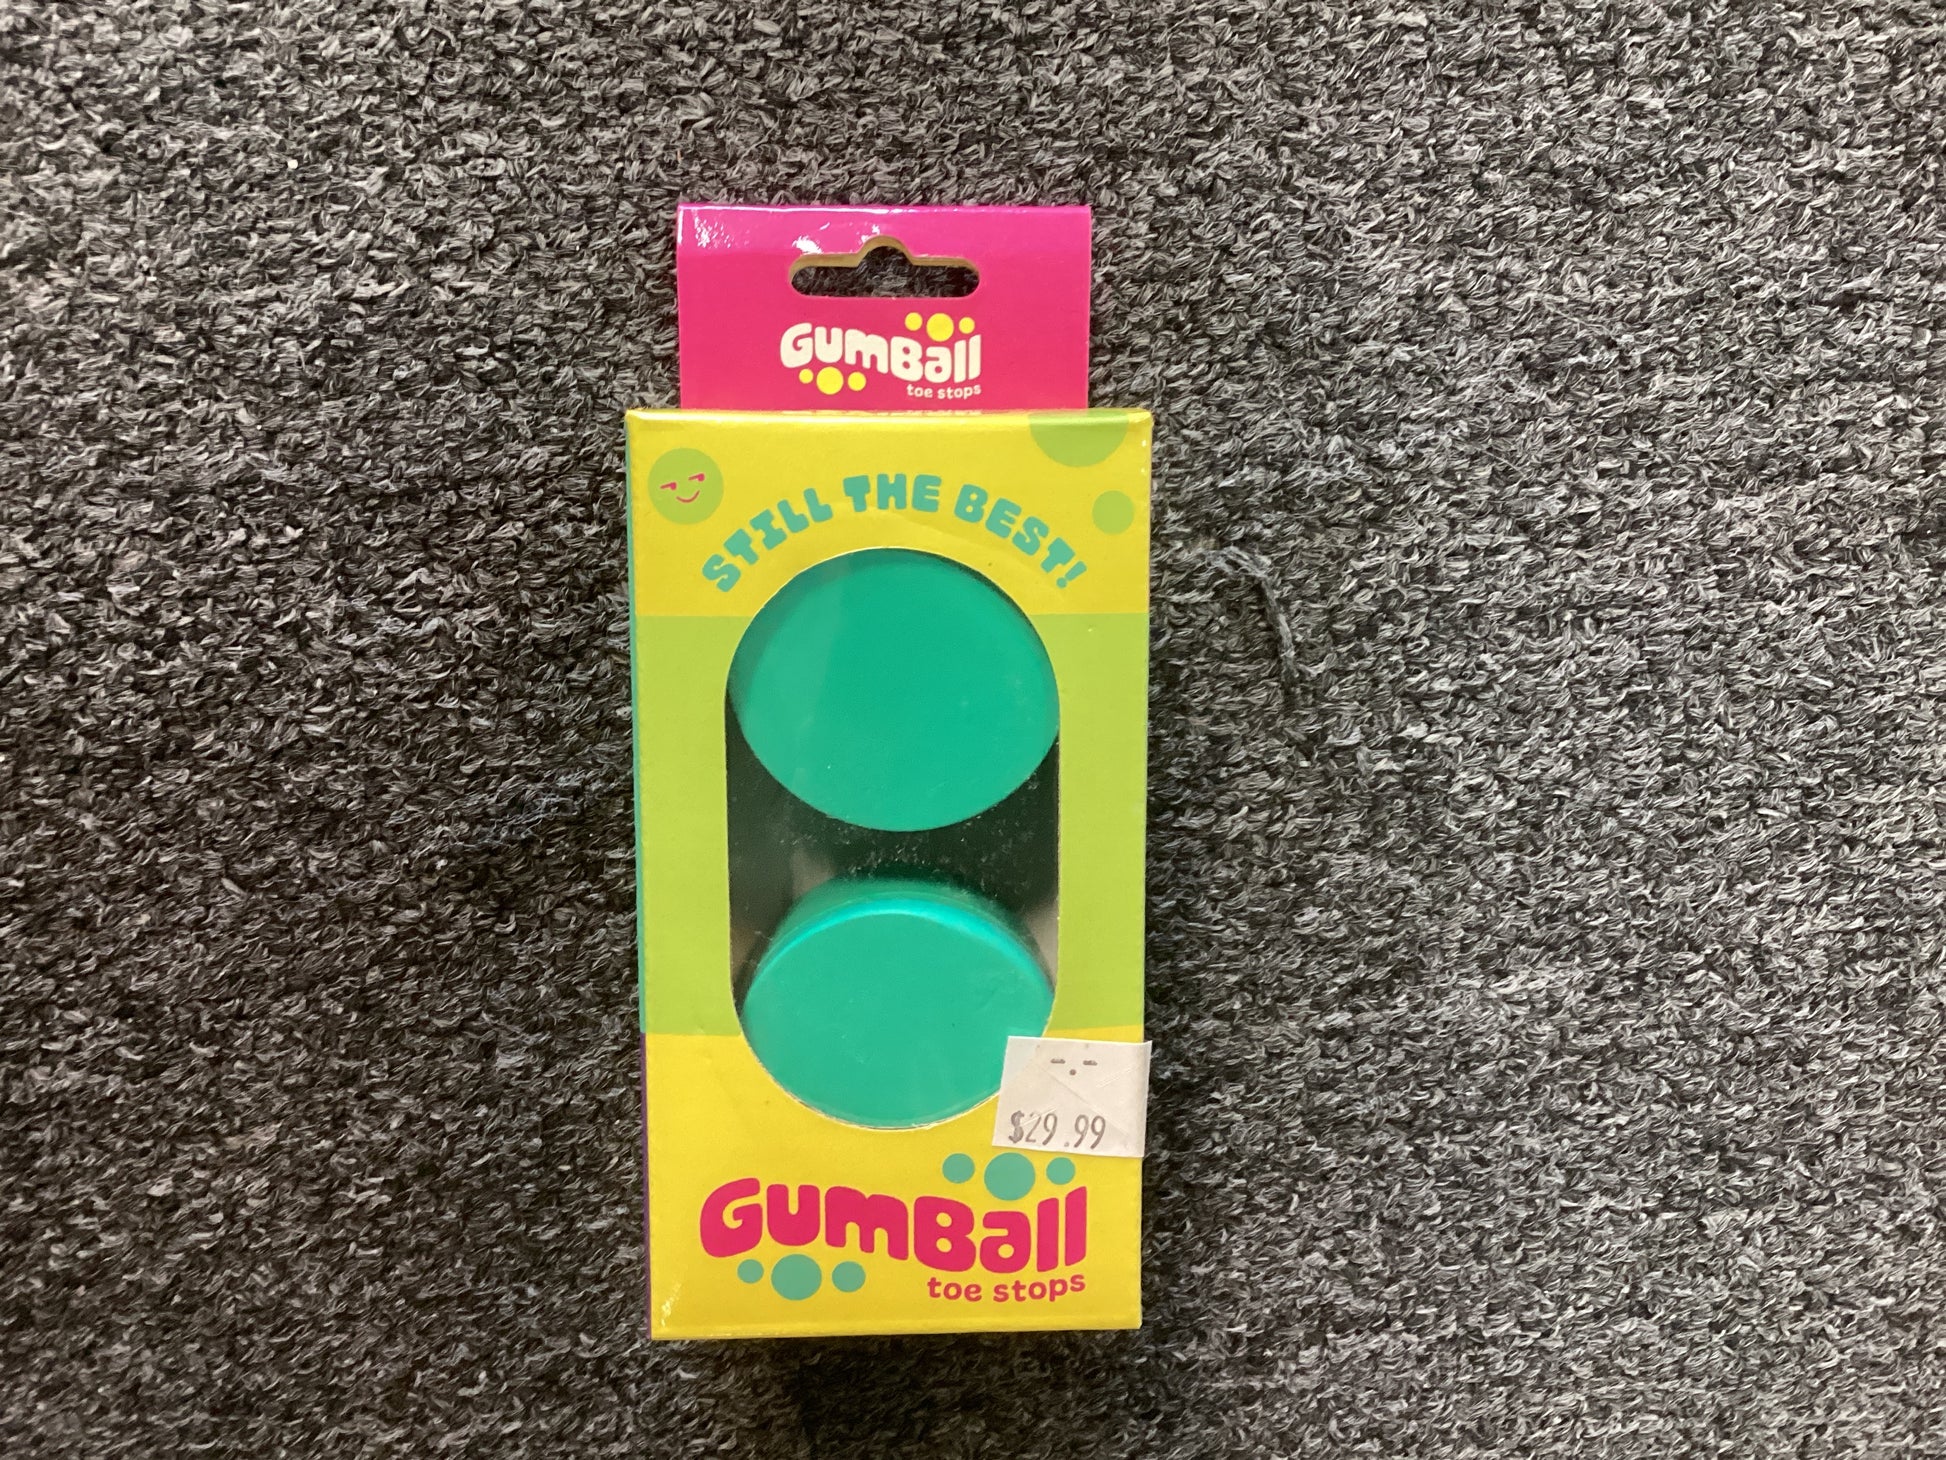 GumBall
toe stops
STILL THE BEST!
$29.99
GumBall
toe stops